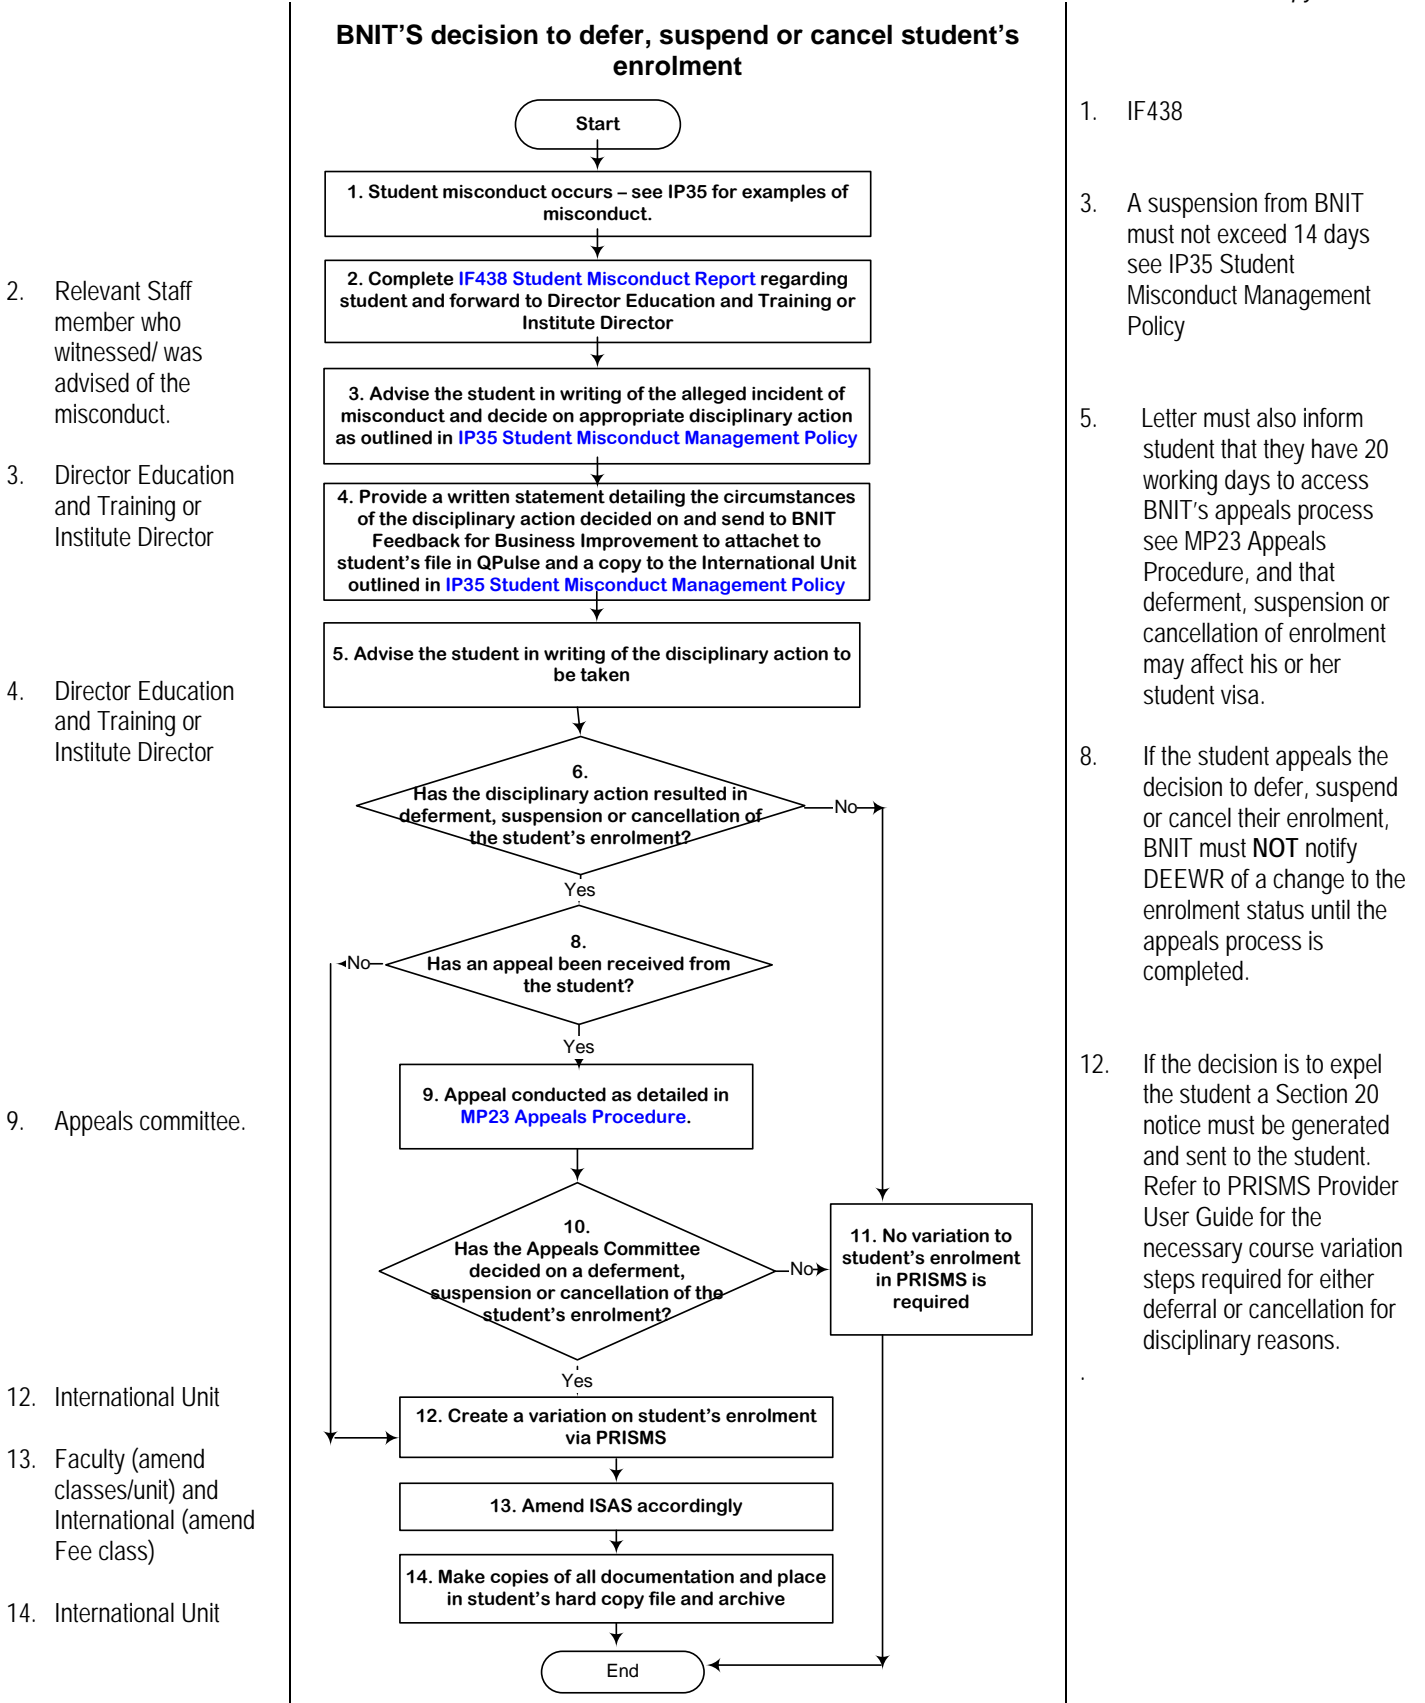 BNIT'S decision to defer, suspend or cancel student's
enrolment
Start
1. Student misconduct occurs – see IP35 for examples of
misconduct.
2. Complete IF438 Student Misconduct Report regarding
student and forward to Director Education and Training or
Institute Director
3. Advise the student in writing of the alleged incident of
misconduct and decide on appropriate disciplinary action
as outlined in IP35 Student Misconduct Management Policy
4. Provide a written statement detailing the circumstances
of the disciplinary action decided on and send to BNIT
Feedback for Business Improvement to attachet to
student's file in QPulse and a copy to the International Unit
outlined in IP35 Student Misconduct Management Policy
5. Advise the student in writing of the disciplinary action to
be taken
6.
Has the disciplinary action resulted in
deferment, suspension or cancellation of
the student's enrolment?
No
Yes
8.
Has an appeal been received from
the student?
No
Yes
9. Appeal conducted as detailed in
MP23 Appeals Procedure.
10.
Has the Appeals Committee
decided on a deferment,
suspension or cancellation of the
student's enrolment?
No
Yes
11. No variation to
student's enrolment
in PRISMS is
required
12. Create a variation on student's enrolment
via PRISMS
13. Amend ISAS accordingly
14. Make copies of all documentation and place
in student's hard copy file and archive
End
2. Relevant Staff
member who
witnessed/ was
advised of the
misconduct.
3. Director Education
and Training or
Institute Director
4. Director Education
and Training or
Institute Director
9. Appeals committee.
12. International Unit
13. Faculty (amend
classes/unit) and
International (amend
Fee class)
14. International Unit
1. IF438
3. A suspension from BNIT
must not exceed 14 days
see IP35 Student
Misconduct Management
Policy
5. Letter must also inform
student that they have 20
working days to access
BNIT's appeals process
see MP23 Appeals
Procedure, and that
deferment, suspension or
cancellation of enrolment
may affect his or her
student visa.
8. If the student appeals the
decision to defer, suspend
or cancel their enrolment,
BNIT must NOT notify
DEEWR of a change to the
enrolment status until the
appeals process is
completed.
12. If the decision is to expel
the student a Section 20
notice must be generated
and sent to the student.
Refer to PRISMS Provider
User Guide for the
necessary course variation
steps required for either
deferral or cancellation for
disciplinary reasons.
.